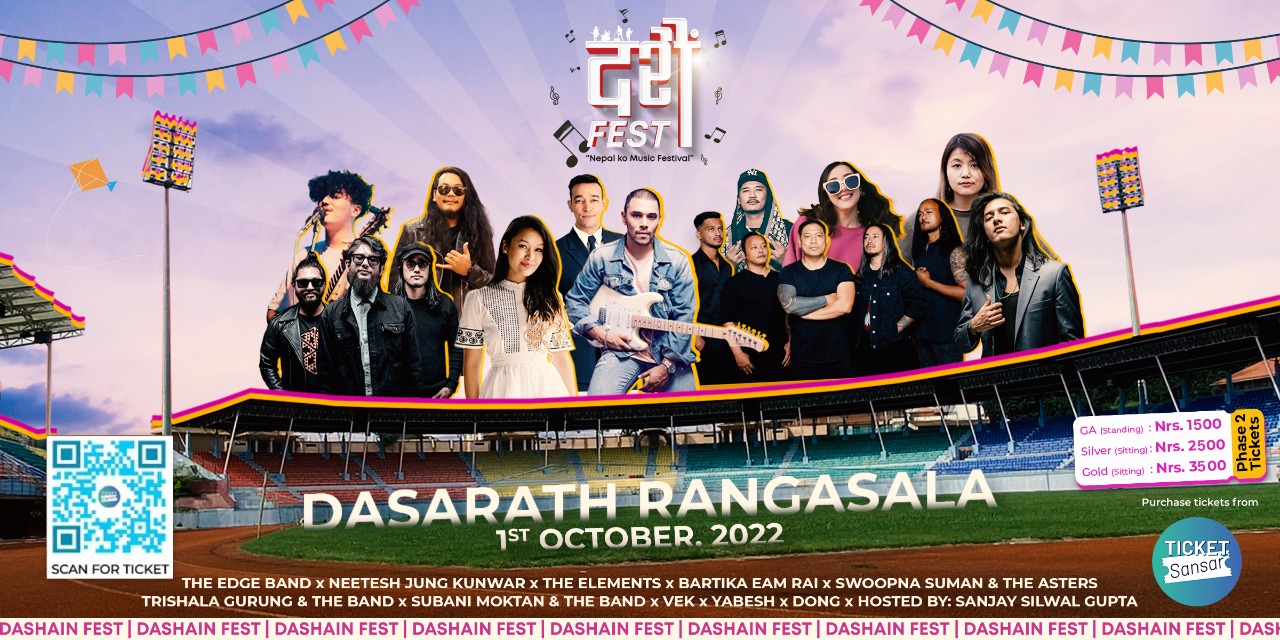 दशैं
FEST
"Nepal ko Music Festival"
GA (Standing) : Nrs. 1500
Silver (Sitting) : Nrs. 2500
Gold (Sitting) : Nrs. 3500
Phase 2
Tickets
Purchase tickets from
TICKET
Sansar
SCAN FOR TICKET
DASARATH RANGASALA
1ST OCTOBER. 2022
THE EDGE BAND x NEETESH JUNG KUNWAR x THE ELEMENTS x BARTIKA EAM RAI x SWOOPNA SUMAN & THE ASTERS
TRISHALA GURUNG & THE BAND x SUBANI MOKTAN & THE BAND x VEK x YABESH x DONG x HOSTED BY: SANJAY SILWAL GUPTA
DASHAIN FEST | DASHAIN FEST | DASHAIN FEST | DASHAIN FEST | DASHAIN FEST | DASHAIN FEST | DASHAIN FEST | DASHAIN FEST | DASHAIN FEST | DAS